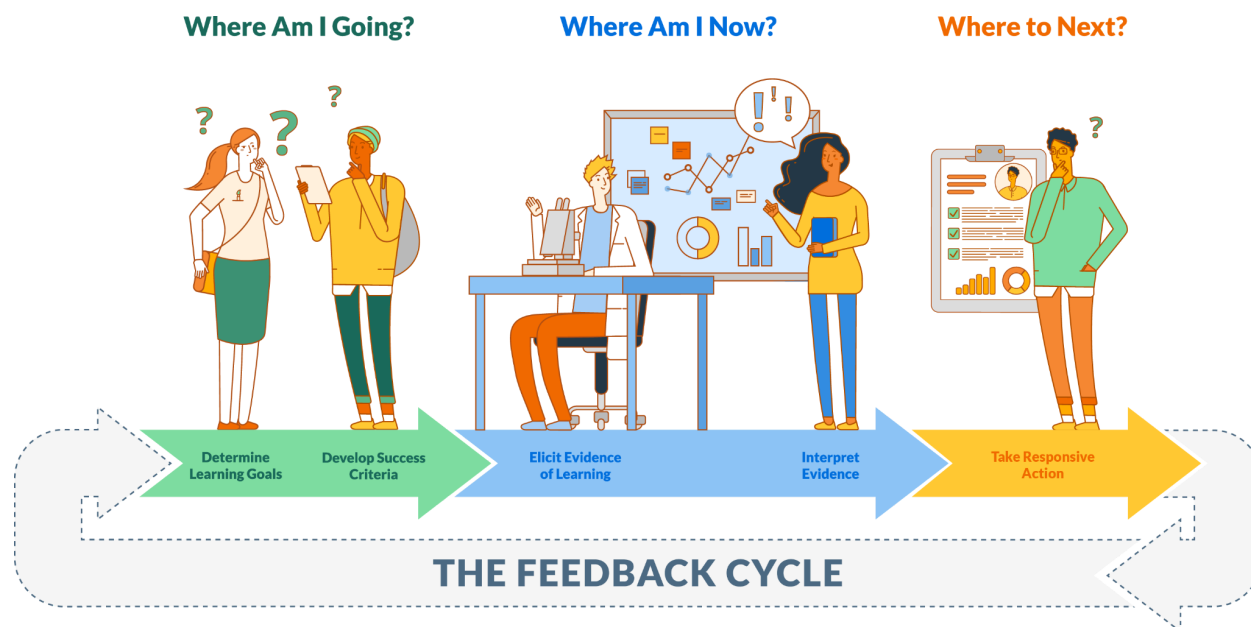 Where Am I Going?
Where Am I Now?
Where to Next?
Determine
Learning Goals
Develop Success
Criteria
Elicit Evidence
of Learning
Interpret
Evidence
Take Responsive
Action
THE FEEDBACK CYCLE